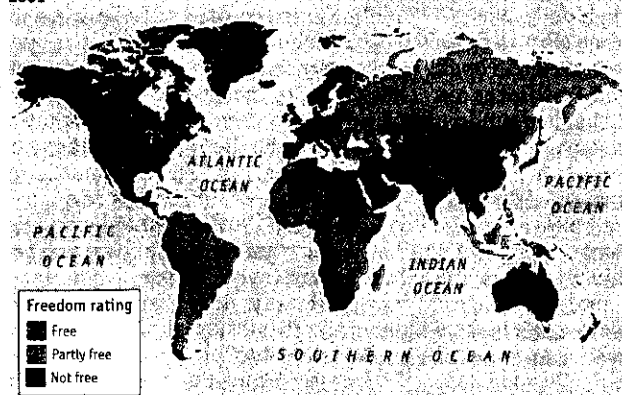 ATLANTIC
OCEAN
PACIFIC
OCEAN
PACIFIC
OCEAN
INDIAN
OCEAN
SOUTHERN OCEAN
Freedom rating
Free
Partly free
Not free